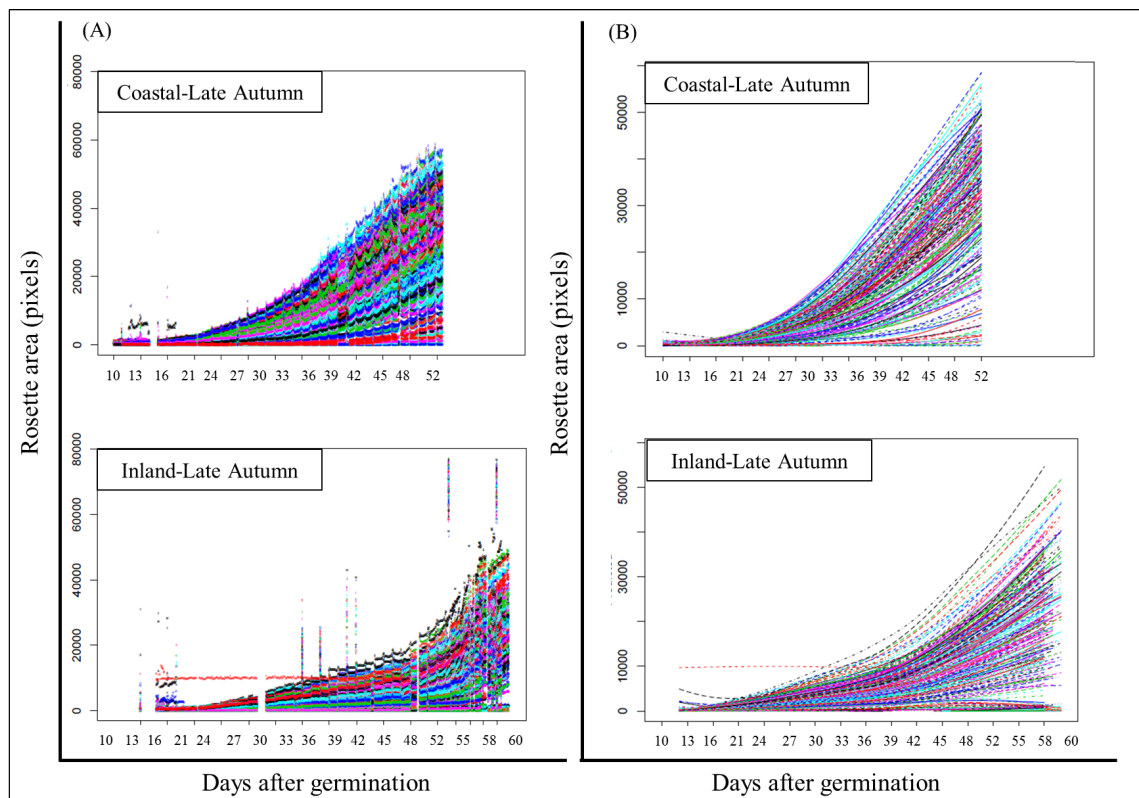 (A)
(B)
Coastal-Late Autumn
80000
60000
40000
20000
0
10 13 16 21 24 27 30 33 36 39 42 45 48 52
Coastal-Late Autumn
50000
30000
10000
0
10 13 16 21 24 27 30 33 36 39 42 46 52
Rosette area (pixels)
Rosette area (pixels)
Inland-Late Autumn
80000
60000
40000
20000
0
10 13 16 21 24 27 30 33 36 39 42 45 48 52 55 60
Inland-Late Autumn
50000
30000
10000
0
10 13 16 21 24 27 30 33 36 39 42 45 48 52 55 58 60
Days after germination
Days after germination